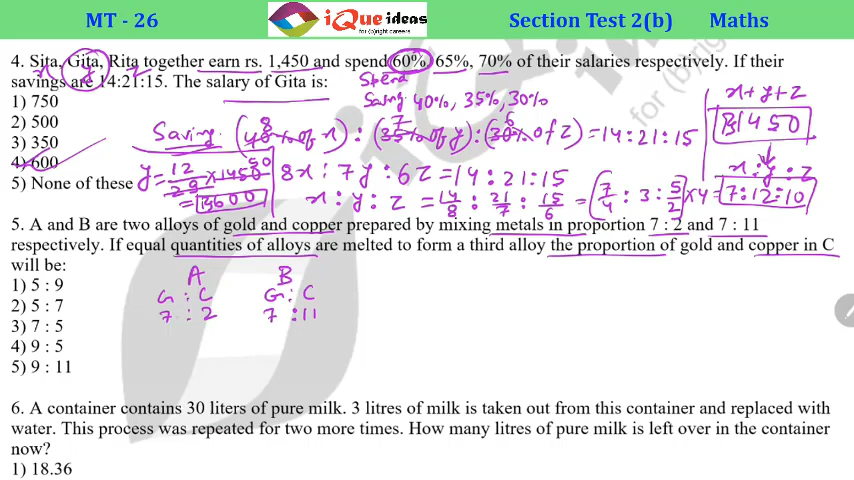 MT - 26
iQue ideas
for (b)right careers
Section Test 2(b)
Maths
4. Sita, Gita, Rita together earn rs. 1,450 and spend 60%, 65%, 70% of their salaries respectively. If their
x y z
savings are 14:21:15. The salary of Gita is:
Spend
1) 750
Saving 40%, 35%, 30%
x+y+z
2) 500
Saving (40% 8 of x) : (35% 7 of y) : (30% 6 of z) = 14:21:15
1450
3) 350
4) 600
y = 12/29 × 1450 50
8x : 7y : 6z = 14:21:15
x : y : z
5) None of these
= 600
x : y : z = 14/8 : 21/7 : 15/6 = (7/4 : 3 : 5/2) × 4 = 7:12:10
5. A and B are two alloys of gold and copper prepared by mixing metals in proportion 7 : 2 and 7 : 11
respectively. If equal quantities of alloys are melted to form a third alloy the proportion of gold and copper in C
will be:
A B
1) 5 : 9
G : C G : C
2) 5 : 7
7 : 2 7 : 11
3) 7 : 5
4) 9 : 5
5) 9 : 11
6. A container contains 30 liters of pure milk. 3 litres of milk is taken out from this container and replaced with
water. This process was repeated for two more times. How many litres of pure milk is left over in the container
now?
1) 18.36